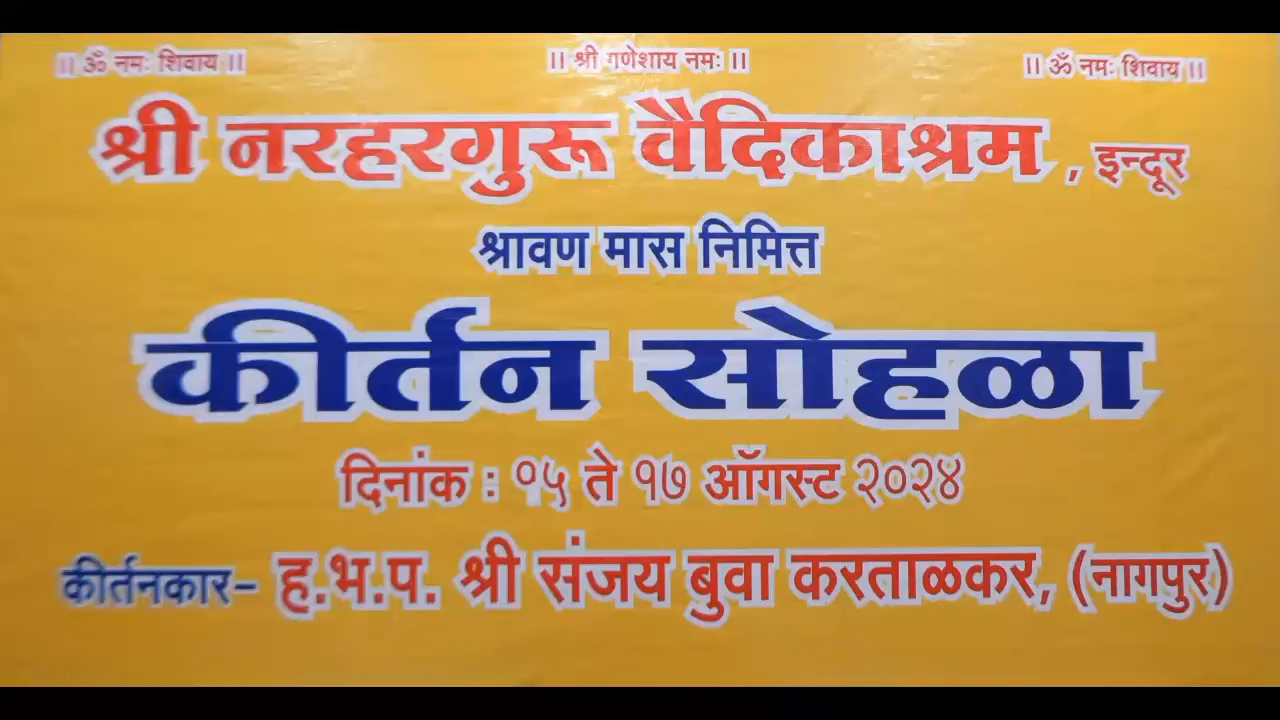 ।। ॐ नमः शिवाय ।। ।। श्री गणेशाय नमः ।। ।। ॐ नमः शिवाय ।।
श्री नरहरगुरू वैदिकाश्रम , इन्दूर
श्रावण मास निमित्त
कीर्तन सोहळा
दिनांक : १५ ते १७ ऑगस्ट २०२४
कीर्तनकार- ह.भ.प. श्री संजय बुवा करताळकर, (नागपुर)